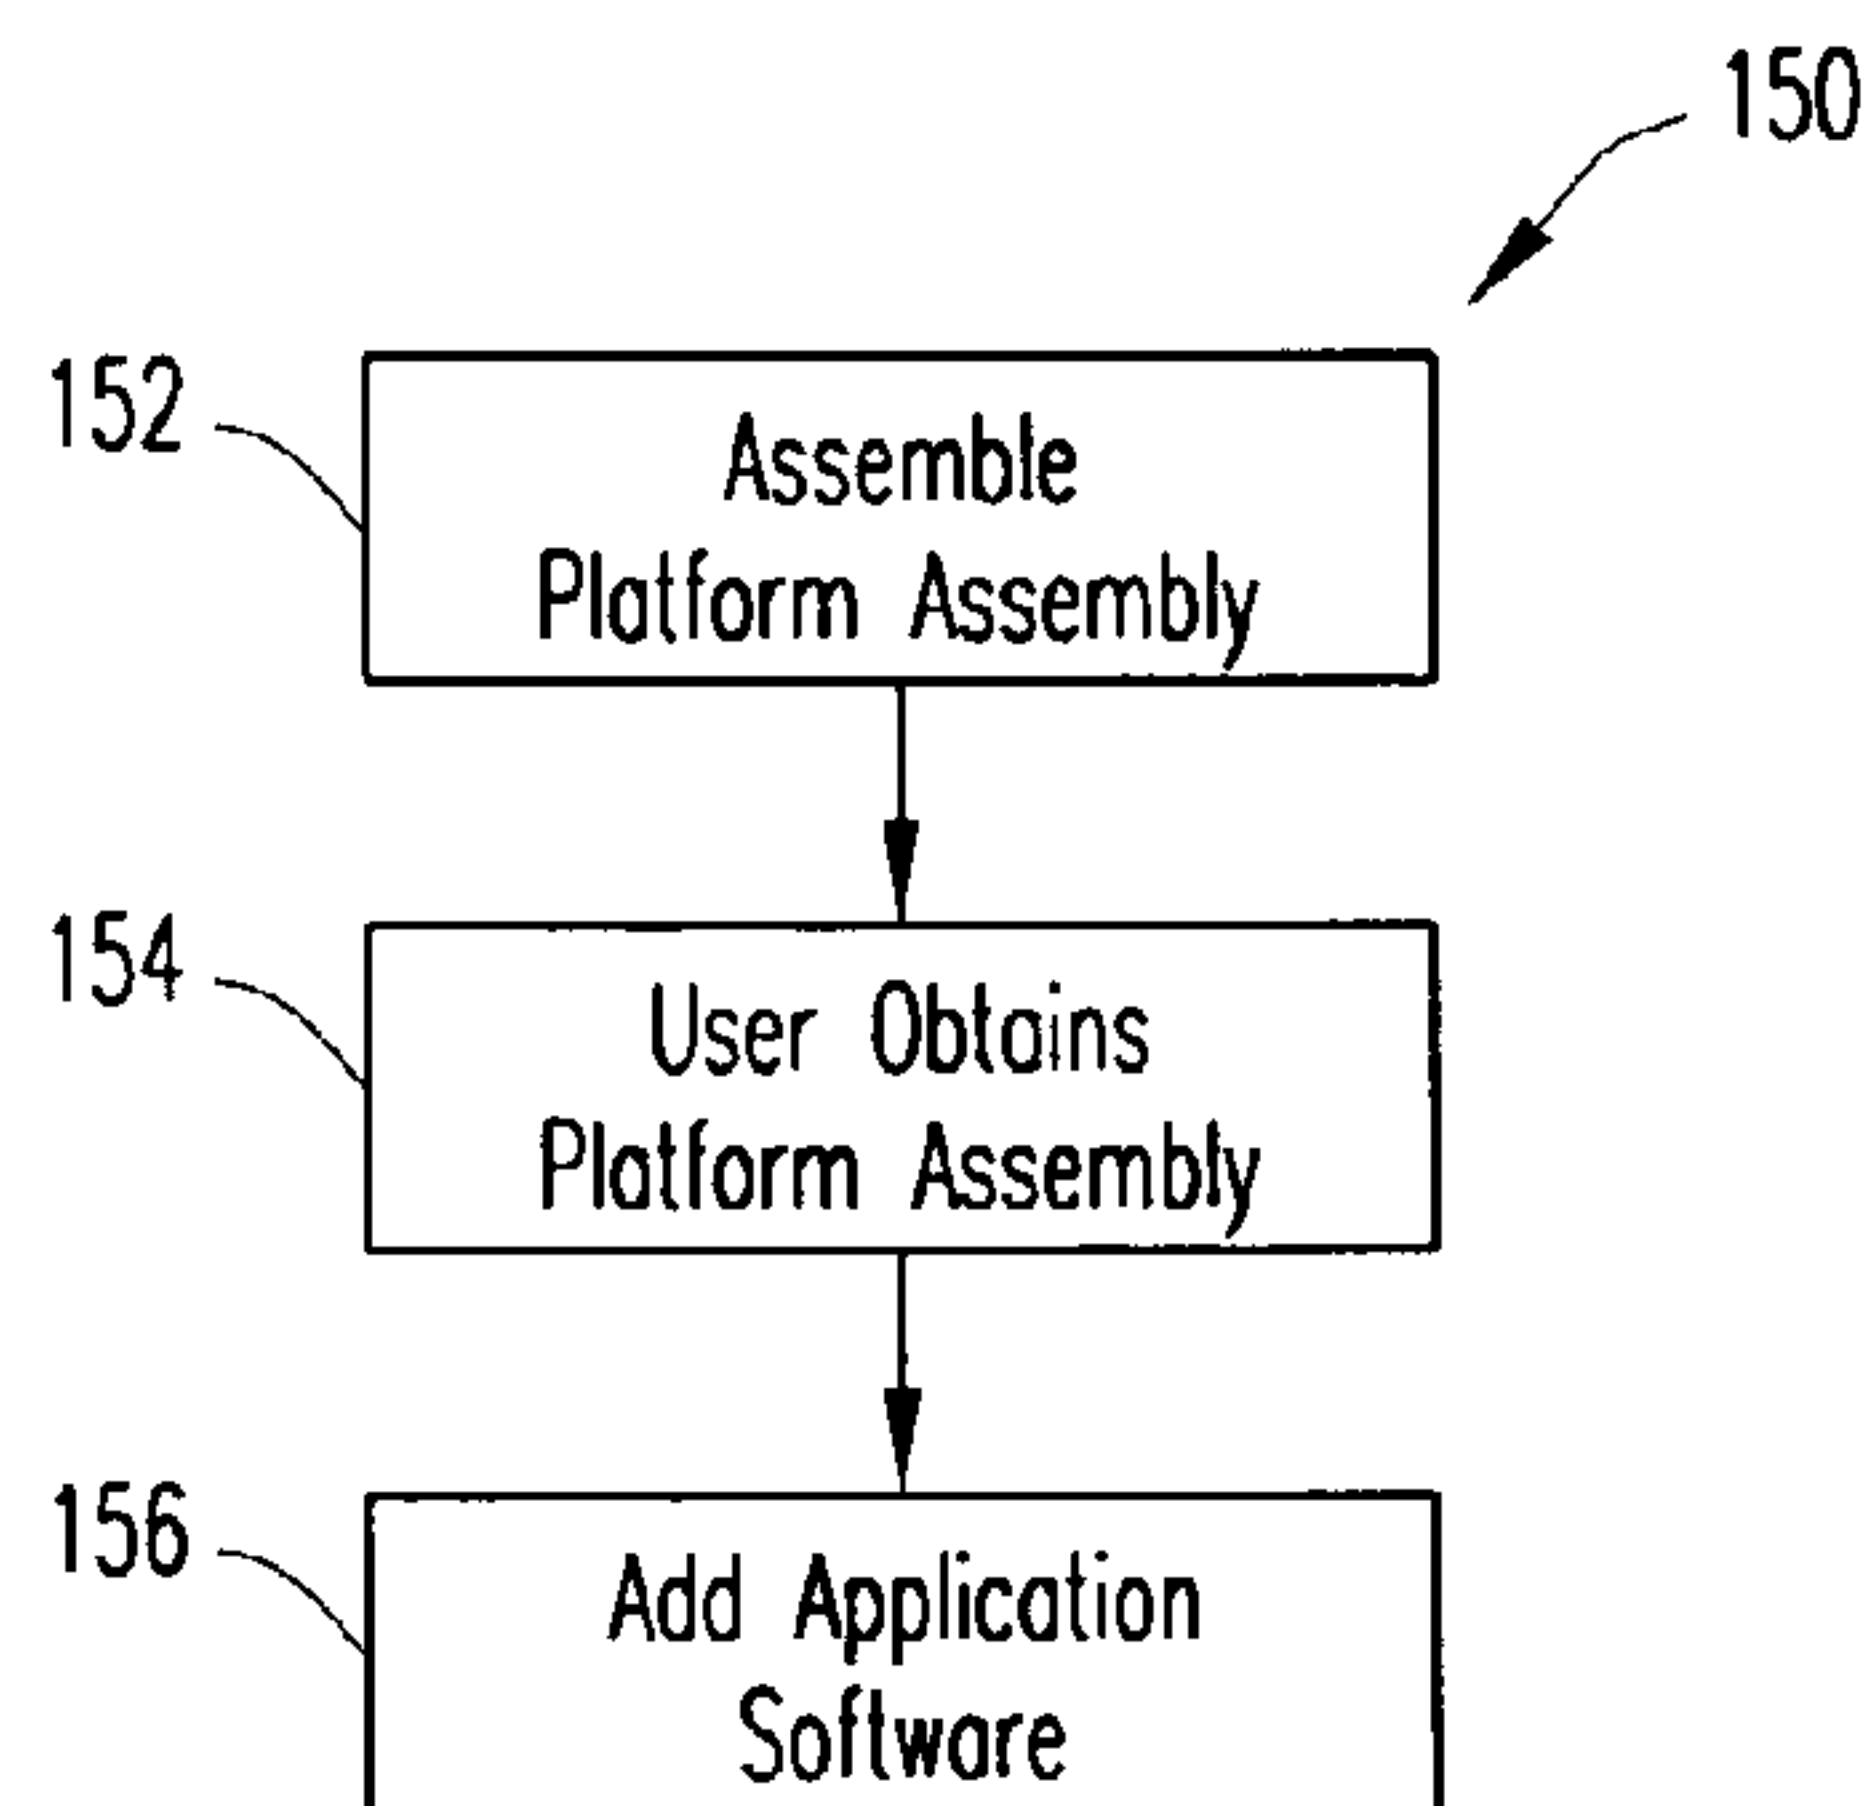 150
152
Assemble
Platform Assembly
154
User Obtains
Platform Assembly
156
Add Application
Software